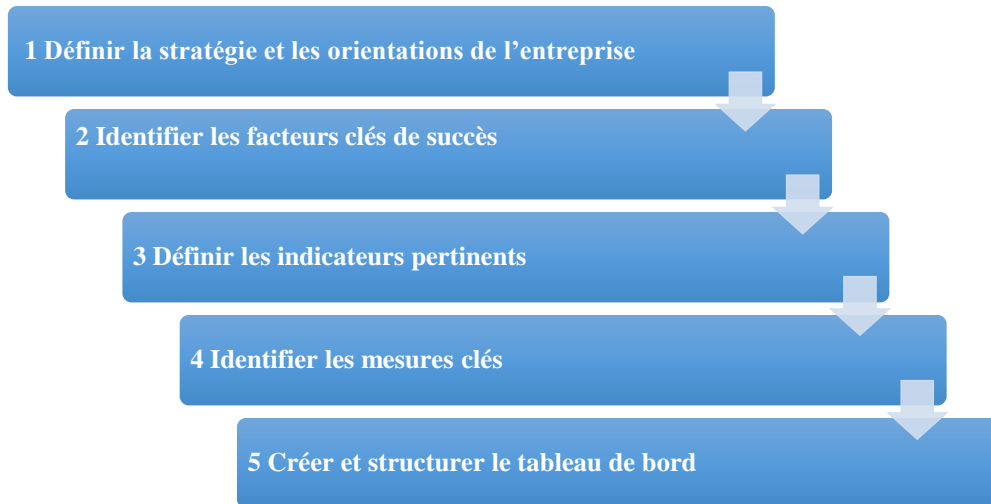 1 Définir la stratégie et les orientations de l’entreprise
2 Identifier les facteurs clés de succès
3 Définir les indicateurs pertinents
4 Identifier les mesures clés
5 Créer et structurer le tableau de bord